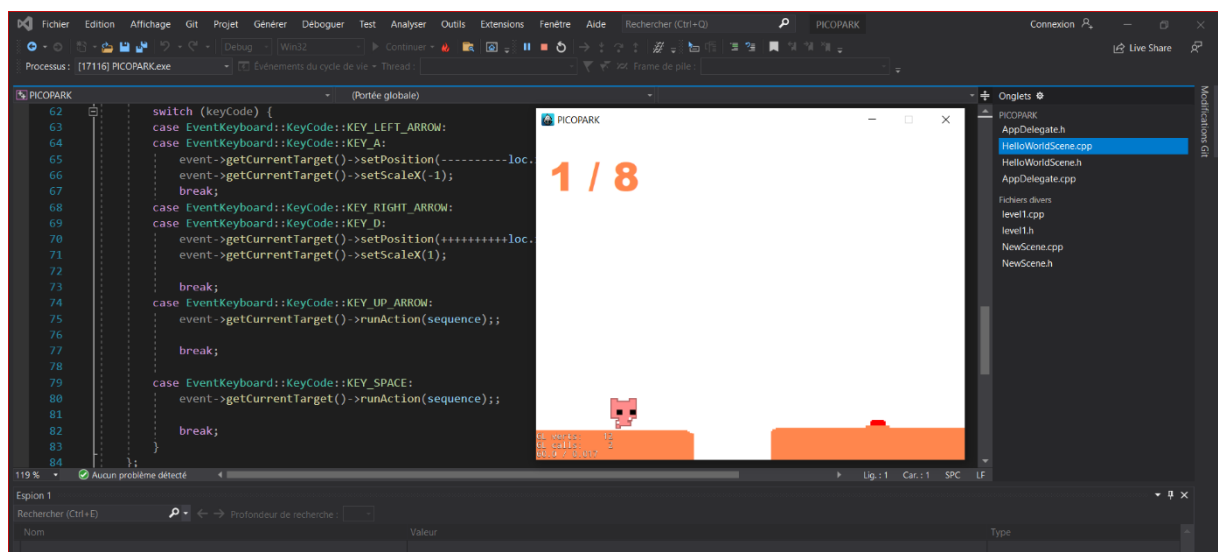 Fichier Edition Affichage Git Projet Générer Déboguer Test Analyser Outils Extensions Fenêtre Aide Rechercher (Ctrl+Q) PICOPARK Connexion
Debug Win32 Continuer Live Share
Processus : [17116] PICOPARK.exe Événements du cycle de vie Thread : Frame de pile :
PICOPARK (Portée globale) Onglets
62 switch (keyCode) {
63 case EventKeyboard::KeyCode::KEY_LEFT_ARROW:
64 case EventKeyboard::KeyCode::KEY_A:
65 event->getCurrentTarget()->setPosition(----------loc.
66 event->getCurrentTarget()->setScaleX(-1);
67 break;
68 case EventKeyboard::KeyCode::KEY_RIGHT_ARROW:
69 case EventKeyboard::KeyCode::KEY_D:
70 event->getCurrentTarget()->setPosition(++++++++++loc.
71 event->getCurrentTarget()->setScaleX(1);
72
73 break;
74 case EventKeyboard::KeyCode::KEY_UP_ARROW:
75 event->getCurrentTarget()->runAction(sequence);;
76
77 break;
78
79 case EventKeyboard::KeyCode::KEY_SPACE:
80 event->getCurrentTarget()->runAction(sequence);;
81
82 break;
83 }
84 };
PICOPARK
1 / 8
PICOPARK
AppDelegate.h
HelloWorldScene.cpp
HelloWorldScene.h
AppDelegate.cpp
Fichiers divers
level1.cpp
level1.h
NewScene.cpp
NewScene.h
Modifications Git
119 % Aucun problème détecté Lig. : 1 Car. : 1 SPC LF
Espion 1
Rechercher (Ctrl+E) Profondeur de recherche :
Nom Valeur Type